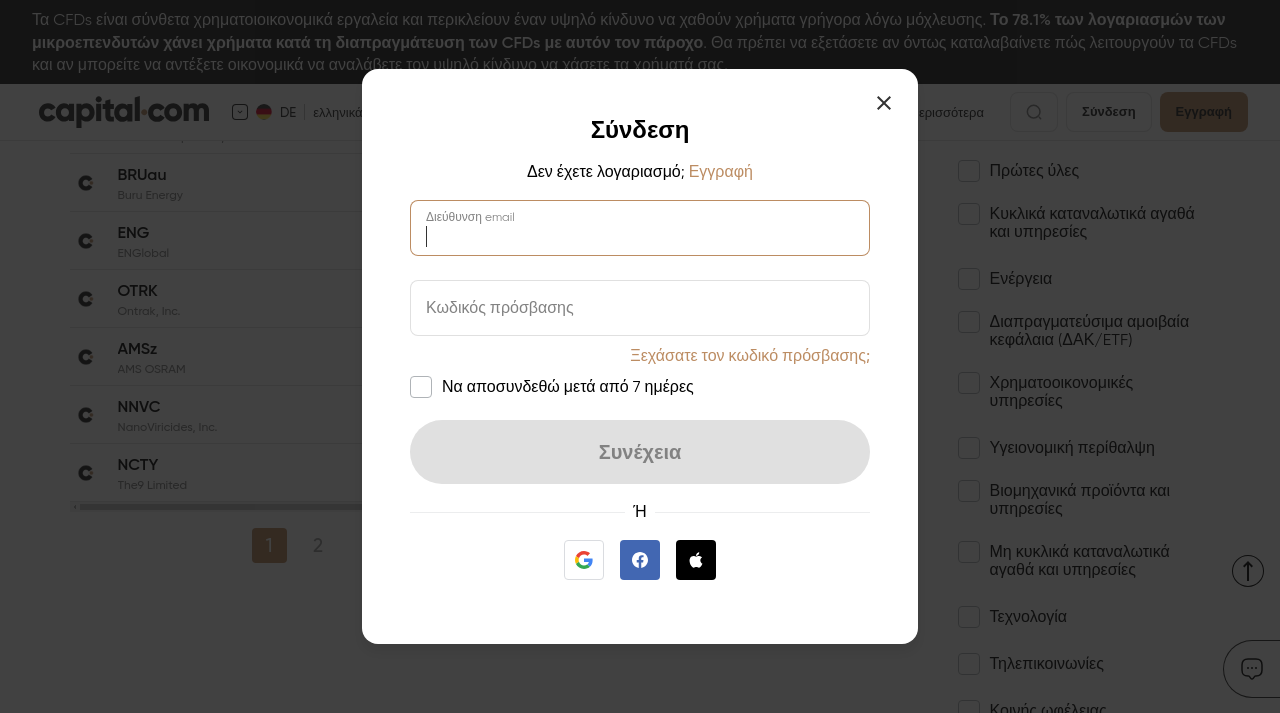 Τα CFDs είναι σύνθετα χρηματοιοικονομικά εργαλεία και περικλείουν έναν υψηλό κίνδυνο να χαθούν χρήματα γρήγορα λόγω μόχλευσης. Το 78.1% των λογαριασμών των
μικροεπενδυτών χάνει χρήματα κατά τη διαπραγμάτευση των CFDs με αυτόν τον πάροχο. Θα πρέπει να εξετάσετε αν όντως καταλαβαίνετε πώς λειτουργούν τα CFDs
και αν μπορείτε να αντέξετε οικονομικά να αναλάβετε τον υψηλό κίνδυνο να χάσετε τα χρήματά σας.
capital.com
DE
ελληνικά
Σύνδεση
Εγγραφή
BRUau
Buru Energy
ENG
ENGlobal
OTRK
Ontrak, Inc.
AMSz
AMS OSRAM
NNVC
NanoViricides, Inc.
NCTY
The9 Limited
1 2
Σύνδεση
Δεν έχετε λογαριασμό; Εγγραφή
Διεύθυνση email
Κωδικός πρόσβασης
Ξεχάσατε τον κωδικό πρόσβασης;
Να αποσυνδεθώ μετά από 7 ημέρες
Συνέχεια
Ή
Πρώτες ύλες
Κυκλικά καταναλωτικά αγαθά
και υπηρεσίες
Ενέργεια
Διαπραγματεύσιμα αμοιβαία
κεφάλαια (ΔΑΚ/ETF)
Χρηματοοικονομικές
υπηρεσίες
Υγειονομική περίθαλψη
Βιομηχανικά προϊόντα και
υπηρεσίες
Μη κυκλικά καταναλωτικά
αγαθά και υπηρεσίες
Τεχνολογία
Τηλεπικοινωνίες
Κοινής ωφέλειας